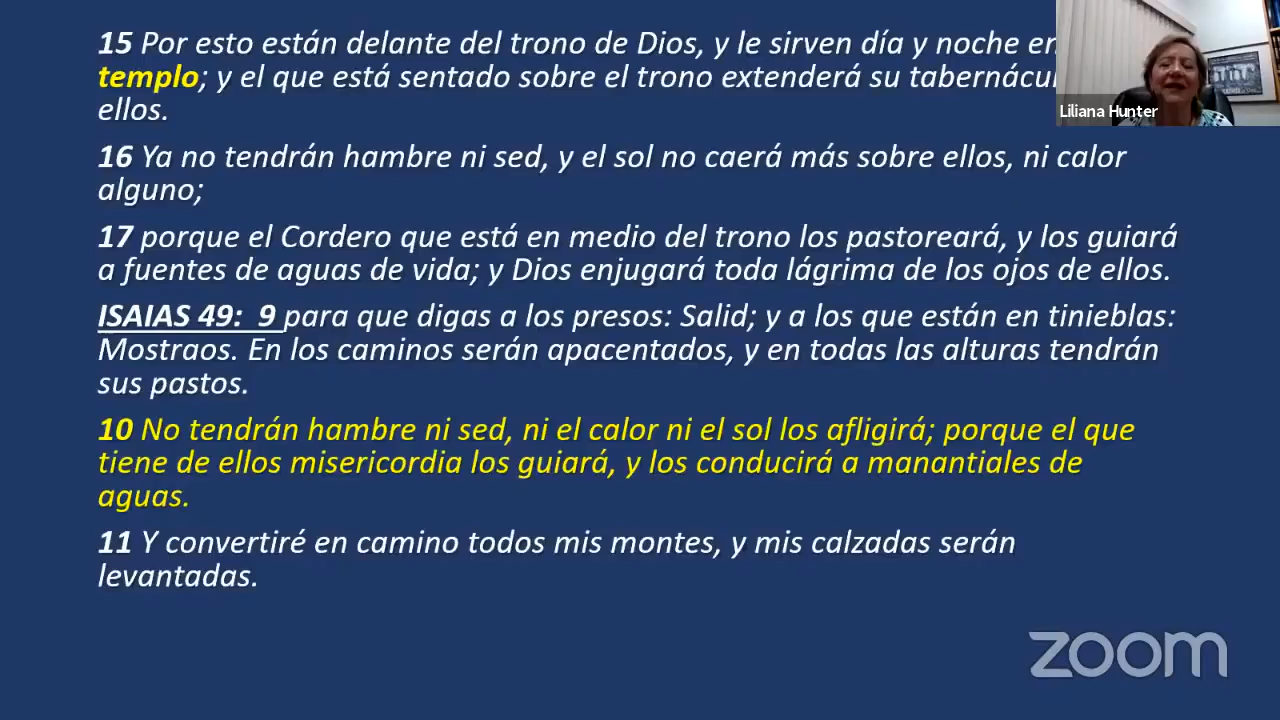 15 Por esto están delante del trono de Dios, y le sirven día y noche en
templo; y el que está sentado sobre el trono extenderá su
ellos.
16 Ya no tendrán hambre ni sed, y el sol no caerá más sobre ellos, ni calor
alguno;
17 porque el Cordero que está en medio del trono los pastoreará, y los guiará
a fuentes de aguas de vida; y Dios enjugará toda lágrima de los ojos de ellos.
ISAIAS 49: 9 para que digas a los presos: Salid; y a los que están en tinieblas:
Mostraos. En los caminos serán apacentados, y en todas las alturas tendrán
sus pastos.
10 No tendrán hambre ni sed, ni el calor ni el sol los afligirá; porque el que
tiene de ellos misericordia los guiará, y los conducirá a manantiales de
aguas.
11 Y convertiré en camino todos mis montes, y mis calzadas serán
levantadas.
Liliana Hunter
zoom